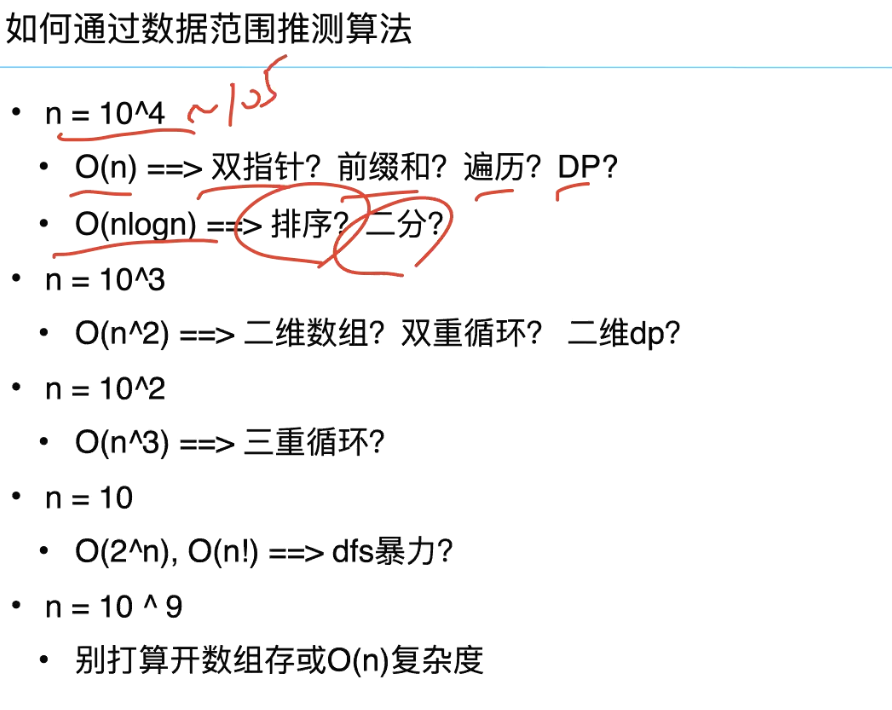 如何通过数据范围推测算法
• n = 10^4 ~105
• O(n) ==> 双指针？前缀和？遍历？DP?
• O(nlogn) ==> 排序？二分?
• n = 10^3
• O(n^2) ==> 二维数组？双重循环？ 二维dp?
• n = 10^2
• O(n^3) ==> 三重循环?
• n = 10
• O(2^n), O(n!) ==> dfs暴力?
• n = 10 ^ 9
• 别打算开数组存或O(n)复杂度